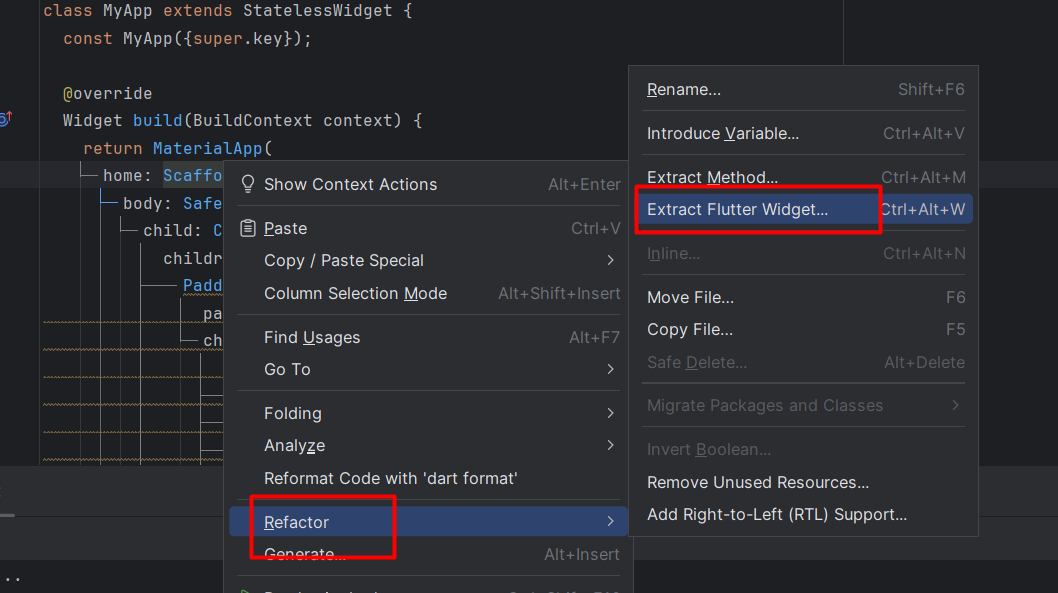 class MyApp extends StatelessWidget {
const MyApp({super.key});
@override
Widget build(BuildContext context) {
return MaterialApp(
home: Scaffo
body: Safe
child: C
childr
Padd
pa
ch
Show Context Actions Alt+Enter
Paste Ctrl+V
Copy / Paste Special
Column Selection Mode Alt+Shift+Insert
Find Usages Alt+F7
Go To
Folding
Analyze
Reformat Code with 'dart format'
Refactor
Generate... Alt+Insert
Rename... Shift+F6
Introduce Variable... Ctrl+Alt+V
Extract Method... Ctrl+Alt+M
Extract Flutter Widget... Ctrl+Alt+W
Inline... Ctrl+Alt+N
Move File... F6
Copy File... F5
Safe Delete... Alt+Delete
Migrate Packages and Classes
Invert Boolean...
Remove Unused Resources...
Add Right-to-Left (RTL) Support...